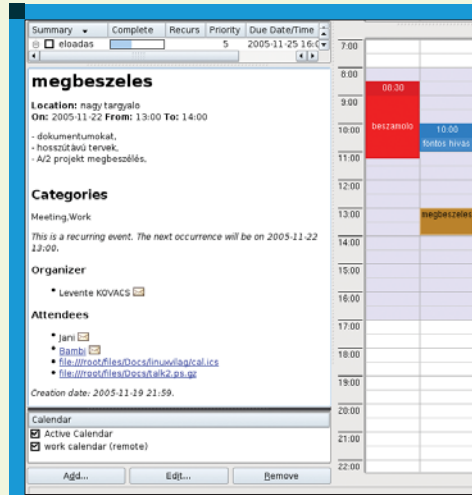 Summary Complete Recurs Priority Due Date/Time
eloadas 5 2005-11-25 16:
megbeszeles
Location: nagy targyalo
On: 2005-11-22 From: 13:00 To: 14:00
- dokumentumokat,
- hosszútávú tervek,
- A/2 projekt megbeszélés,
Categories
Meeting,Work
This is a recurring event. The next occurrence will be on 2005-11-22
13:00.
Organizer
Levente KOVACS
Attendees
Jani
Bambi
file:///root/files/Docs/linuxvilag/cal.ics
file:///root/files/Docs/talk2.ps.gz
Creation date: 2005-11-19 21:59.
Calendar
Active Calendar
work calendar (remote)
Add... Edit... Remove
7:00
8:00
08:30
9:00
beszamolo
10:00
10:00
fontos hivas
11:00
12:00
13:00
megbeszeles
14:00
15:00
16:00
17:00
18:00
19:00
20:00
21:00
22:00